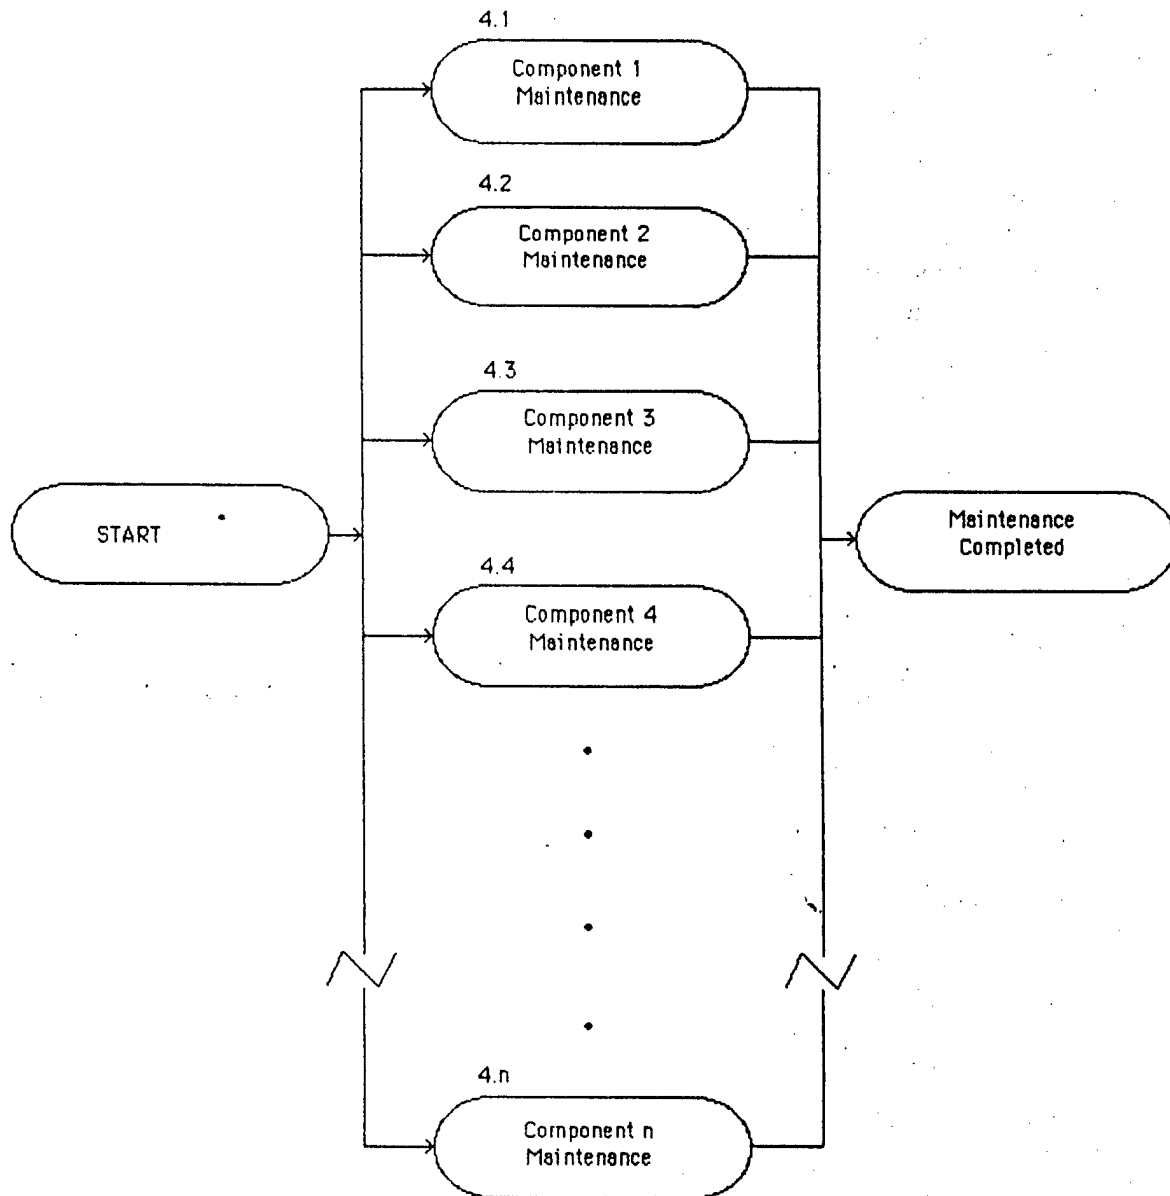 4.1
Component 1
Maintenance
4.2
Component 2
Maintenance
4.3
Component 3
Maintenance
START
Maintenance
Completed
4.4
Component 4
Maintenance
4.n
Component n
Maintenance